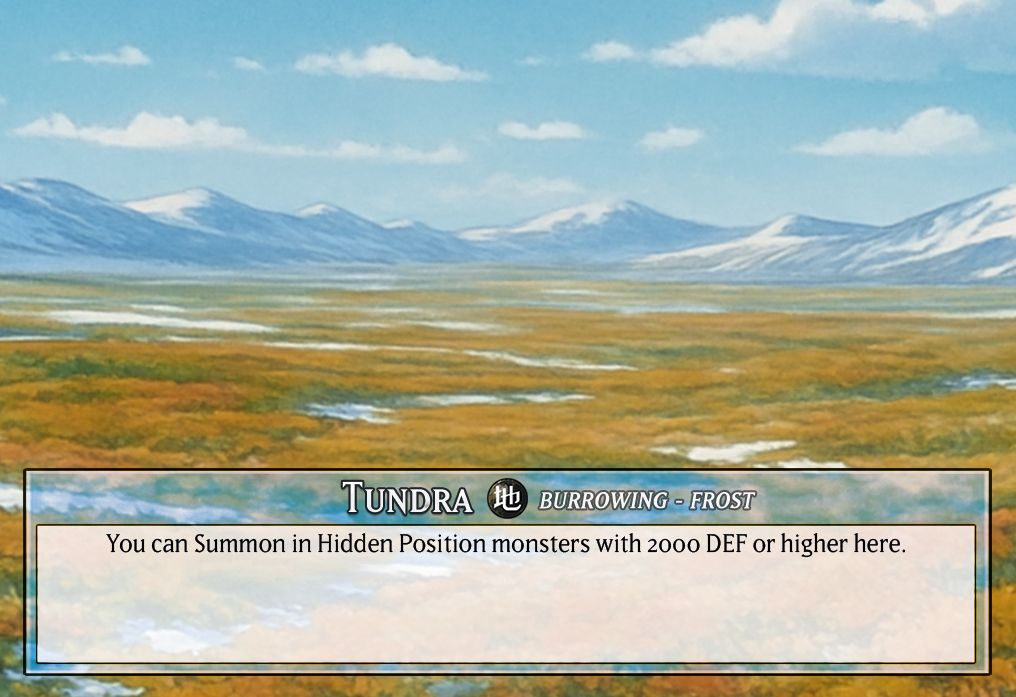 TUNDRA 地 BURROWING - FROST
You can Summon in Hidden Position monsters with 2000 DEF or higher here.